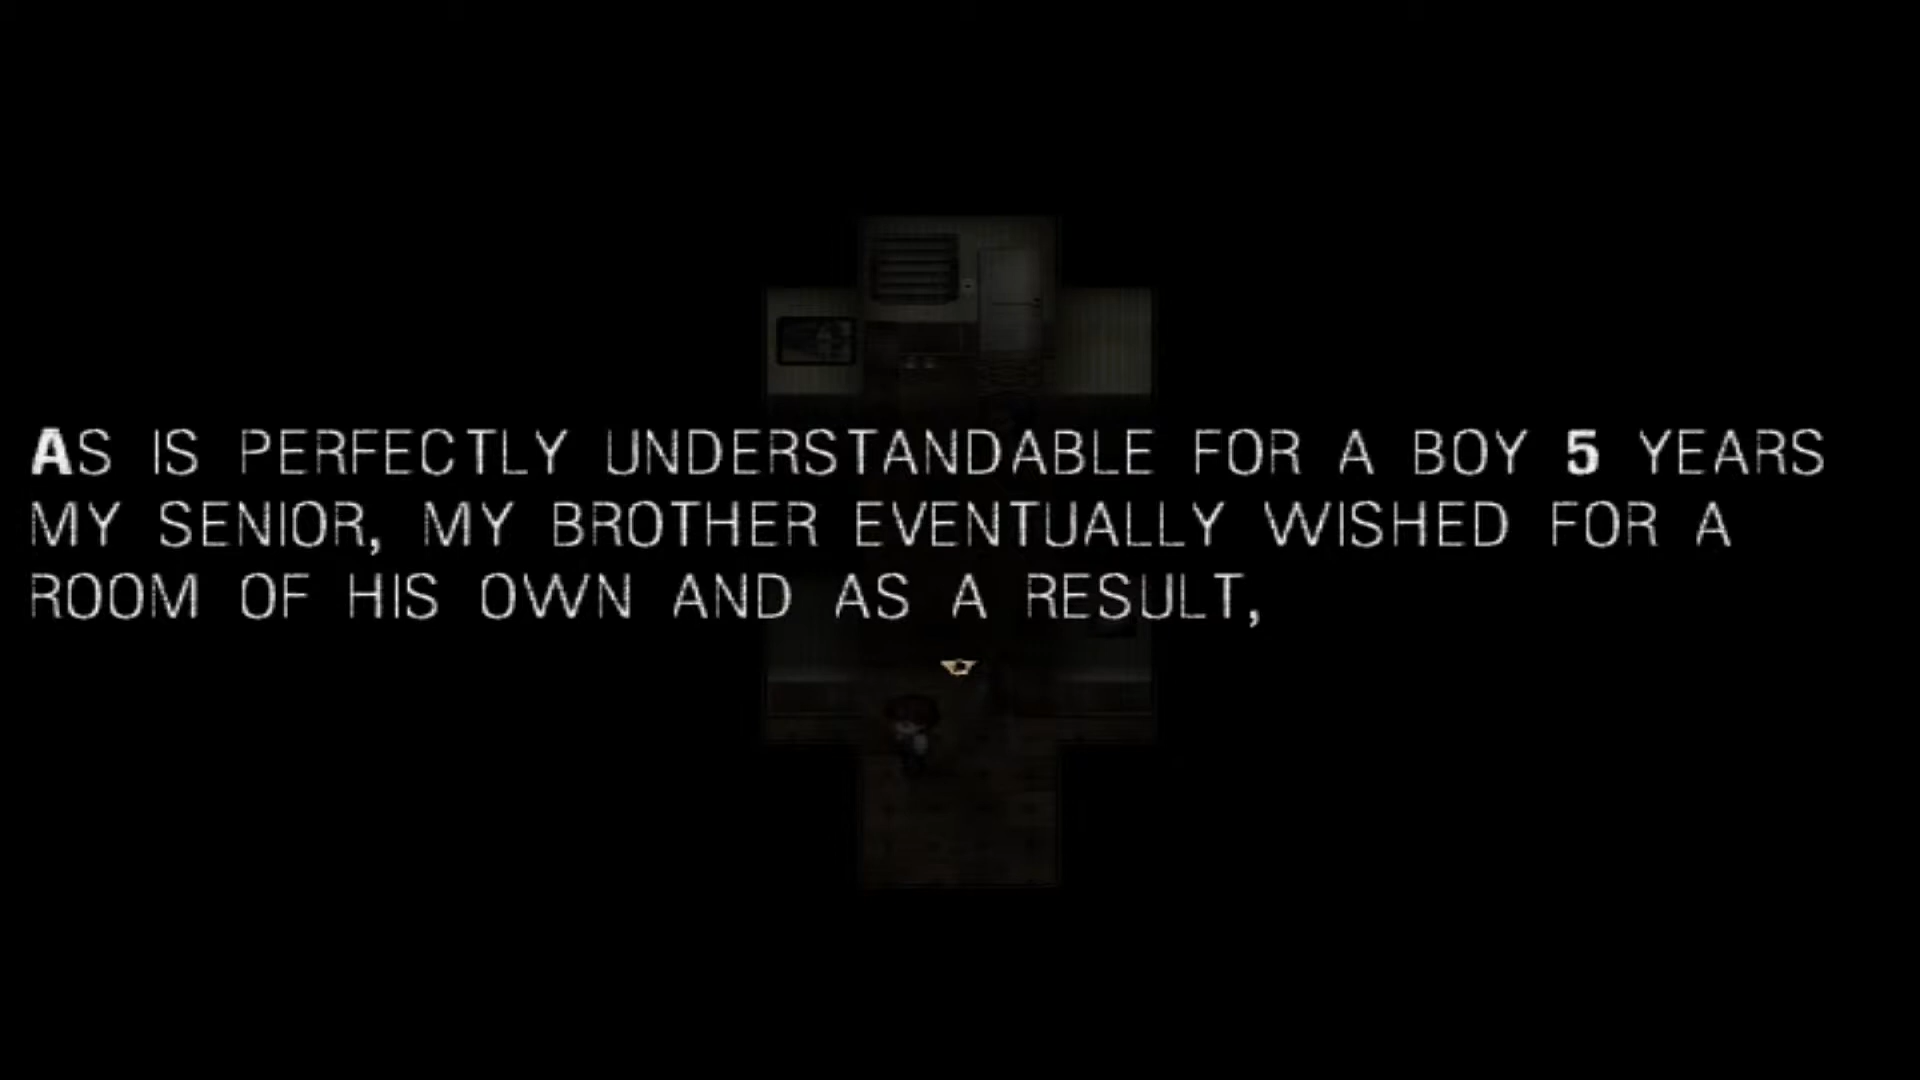 AS IS PERFECTLY UNDERSTANDABLE FOR A BOY 5 YEARS
MY SENIOR, MY BROTHER EVENTUALLY WISHED FOR A
ROOM OF HIS OWN AND AS A RESULT,